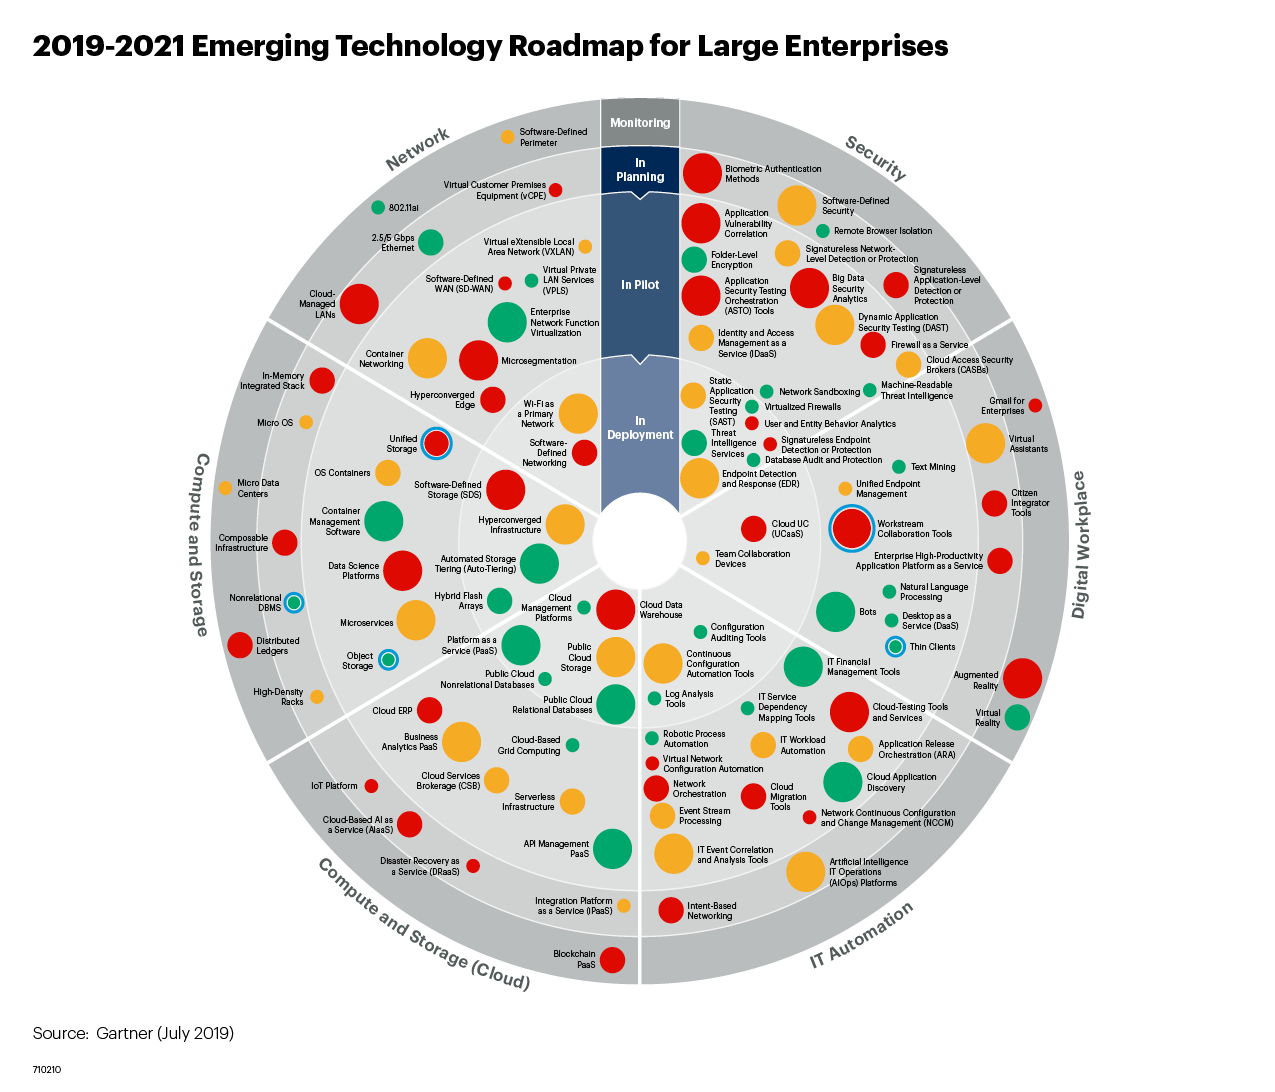 2019-2021 Emerging Technology Roadmap for Large Enterprises
Monitoring
In
Planning
In Pilot
In
Deployment
Network
Software-Defined
Perimeter
Virtual Customer Premises
Equipment (vCPE)
802.11ai
2.5/5 Gbps
Ethernet
Virtual eXtensible Local
Area Network (VXLAN)
Software-Defined
WAN (SD-WAN)
Virtual Private
LAN Services
(VPLS)
Cloud-
Managed
LANs
Enterprise
Network Function
Virtualization
Container
Networking
Microsegmentation
Hyperconverged
Edge
Wi-Fi as
a Primary
Network
Software-
Defined
Networking
Security
Biometric Authentication
Methods
Software-Defined
Security
Application
Vulnerability
Correlation
Remote Browser Isolation
Folder-Level
Encryption
Signatureless Network-
Level Detection or Protection
Application
Security Testing
Orchestration
(ASTO) Tools
Big Data
Security
Analytics
Signatureless
Application-Level
Detection or
Protection
Identity and Access
Management as a
Service (IDaaS)
Dynamic Application
Security Testing (DAST)
Firewall as a Service
Cloud Access Security
Brokers (CASBs)
Static
Application
Security
Testing
(SAST)
Network Sandboxing
Machine-Readable
Threat Intelligence
Virtualized Firewalls
User and Entity Behavior Analytics
Threat
Intelligence
Services
Signatureless Endpoint
Detection or Protection
Database Audit and Protection
Endpoint Detection
and Response (EDR)
Digital Workplace
Gmail for
Enterprises
Virtual
Assistants
Text Mining
Unified Endpoint
Management
Citizen
Integrator
Tools
Cloud UC
(UCaaS)
Workstream
Collaboration Tools
Team Collaboration
Devices
Enterprise High-Productivity
Application Platform as a Service
Natural Language
Processing
Bots
Desktop as a
Service (DaaS)
Thin Clients
Augmented
Reality
Virtual
Reality
IT Automation
Configuration
Auditing Tools
Continuous
Configuration
Automation Tools
IT Financial
Management Tools
Log Analysis
Tools
IT Service
Dependency
Mapping Tools
Cloud-Testing Tools
and Services
Robotic Process
Automation
IT Workload
Automation
Application Release
Orchestration (ARA)
Virtual Network
Configuration Automation
Network
Orchestration
Cloud
Migration
Tools
Cloud Application
Discovery
Event Stream
Processing
Network Continuous Configuration
and Change Management (NCCM)
IT Event Correlation
and Analysis Tools
Artificial Intelligence
IT Operations
(AIOps) Platforms
Intent-Based
Networking
Compute and Storage (Cloud)
Cloud
Management
Platforms
Cloud Data
Warehouse
Platform as a
Service (PaaS)
Public
Cloud
Storage
Public Cloud
Nonrelational Databases
Public Cloud
Relational Databases
Cloud ERP
Business
Analytics PaaS
Cloud-Based
Grid Computing
Cloud Services
Brokerage (CSB)
Serverless
Infrastructure
IoT Platform
Cloud-Based AI as
a Service (AIaaS)
API Management
PaaS
Disaster Recovery as
a Service (DRaaS)
Integration Platform
as a Service (IPaaS)
Blockchain
PaaS
Compute and Storage
In-Memory
Integrated Stack
Micro OS
Unified
Storage
OS Containers
Micro Data
Centers
Software-Defined
Storage (SDS)
Container
Management
Software
Hyperconverged
Infrastructure
Composable
Infrastructure
Data Science
Platforms
Automated Storage
Tiering (Auto-Tiering)
Nonrelational
DBMS
Hybrid Flash
Arrays
Microservices
Distributed
Ledgers
Object
Storage
High-Density
Racks
Source: Gartner (July 2019)
710210